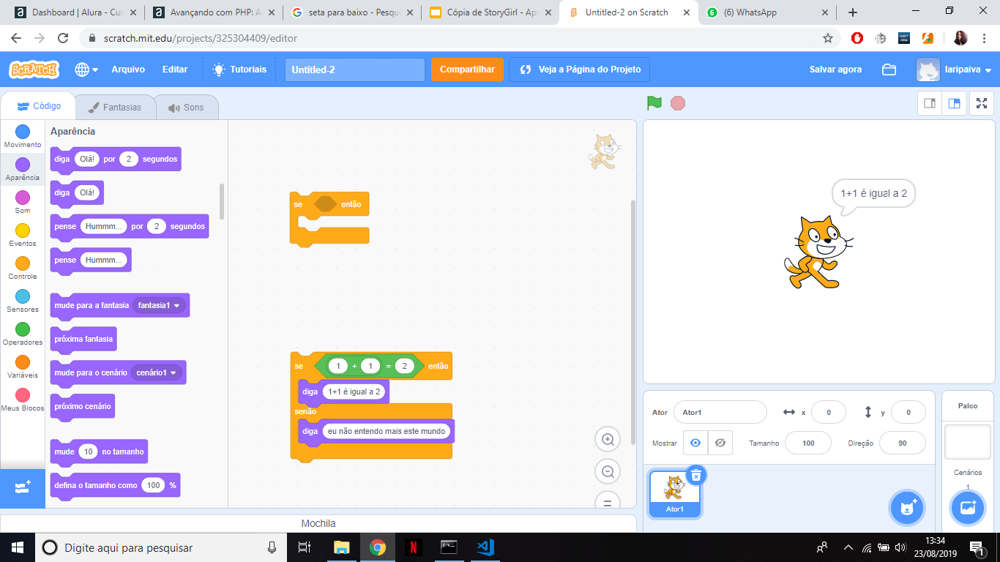 Dashboard | Alura - Cur
Avançando com PHP: A
seta para baixo - Pesqui
Cópia de StoryGirl - Apr
Untitled-2 on Scratch
(6) WhatsApp
scratch.mit.edu/projects/325304409/editor
SCRATCH
Arquivo
Editar
Tutoriais
Untitled-2
Compartilhar
Veja a Página do Projeto
Salvar agora
laripaiva
Código
Fantasias
Sons
Movimento
Aparência
Som
Eventos
Controle
Sensores
Operadores
Variáveis
Meus Blocos
Aparência
diga Olá! por 2 segundos
diga Olá!
pense Hummm... por 2 segundos
pense Hummm...
mude para a fantasia fantasia1
próxima fantasia
mude para o cenário cenário1
próximo cenário
mude 10 no tamanho
defina o tamanho como 100 %
se então
se 1 + 1 = 2 então
diga 1+1 é igual a 2
senão
diga eu não entendo mais este mundo
1+1 é igual a 2
Ator Ator1 x 0 y 0
Mostrar Tamanho 100 Direção 90
Ator1
Palco
Cenários
1
Mochila
Digite aqui para pesquisar
13:34
23/08/2019
1